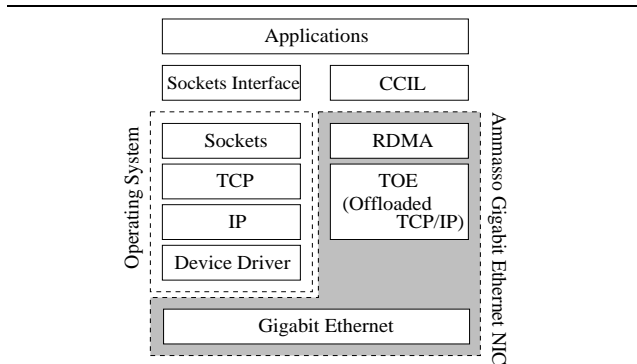 Applications
Sockets Interface
CCIL
Operating System
Sockets
TCP
IP
Device Driver
RDMA
TOE
(Offloaded
TCP/IP)
Gigabit Ethernet
Ammasso Gigabit Ethernet NIC